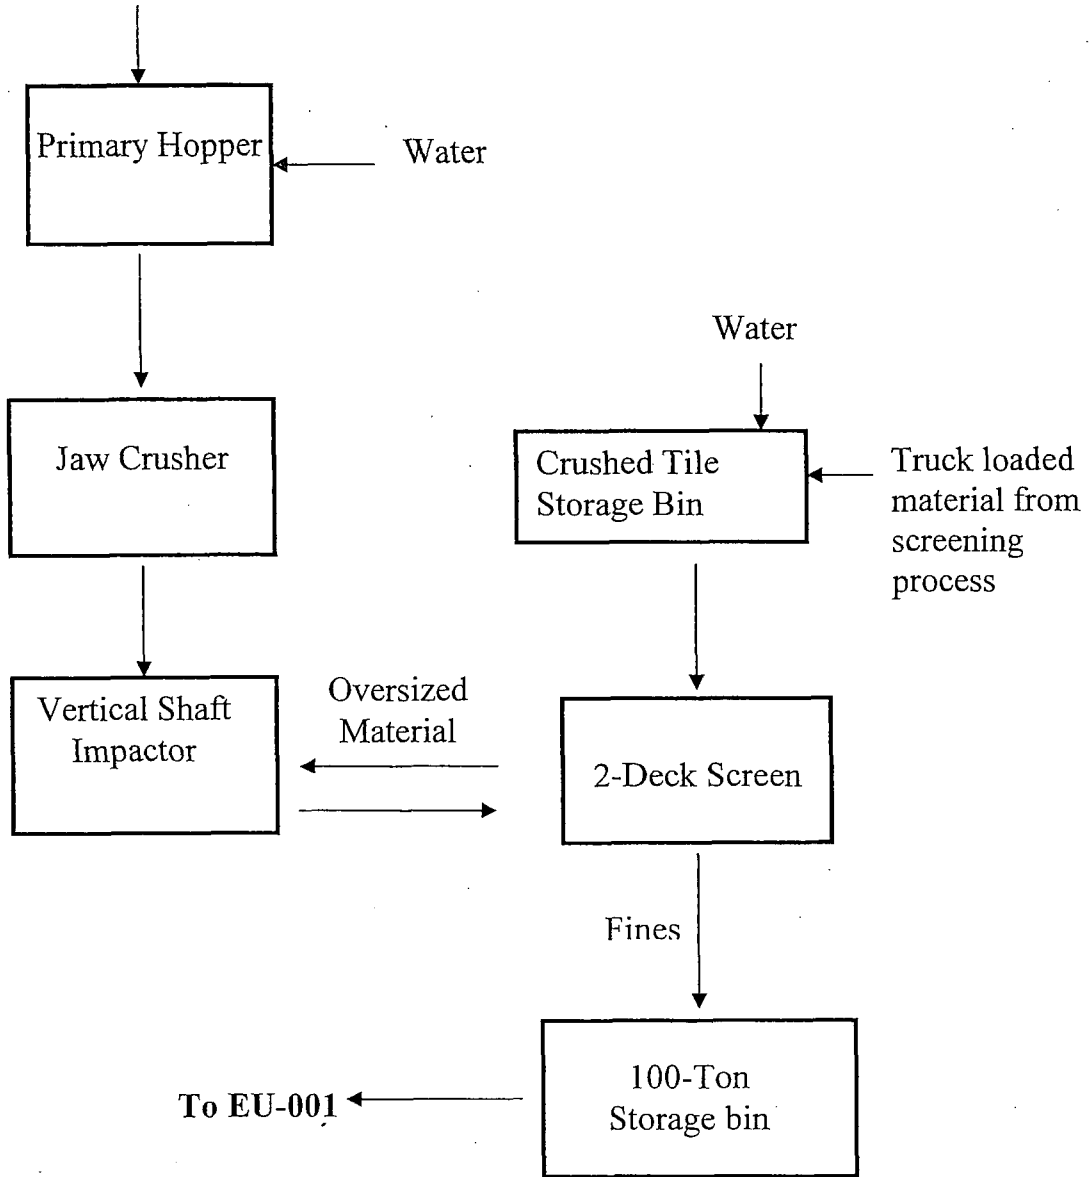 Primary Hopper
Water
Water
Jaw Crusher
Crushed Tile
Storage Bin
Truck loaded
material from
screening
process
Vertical Shaft
Impactor
Oversized
Material
2-Deck Screen
Fines
100-Ton
Storage bin
To EU-001